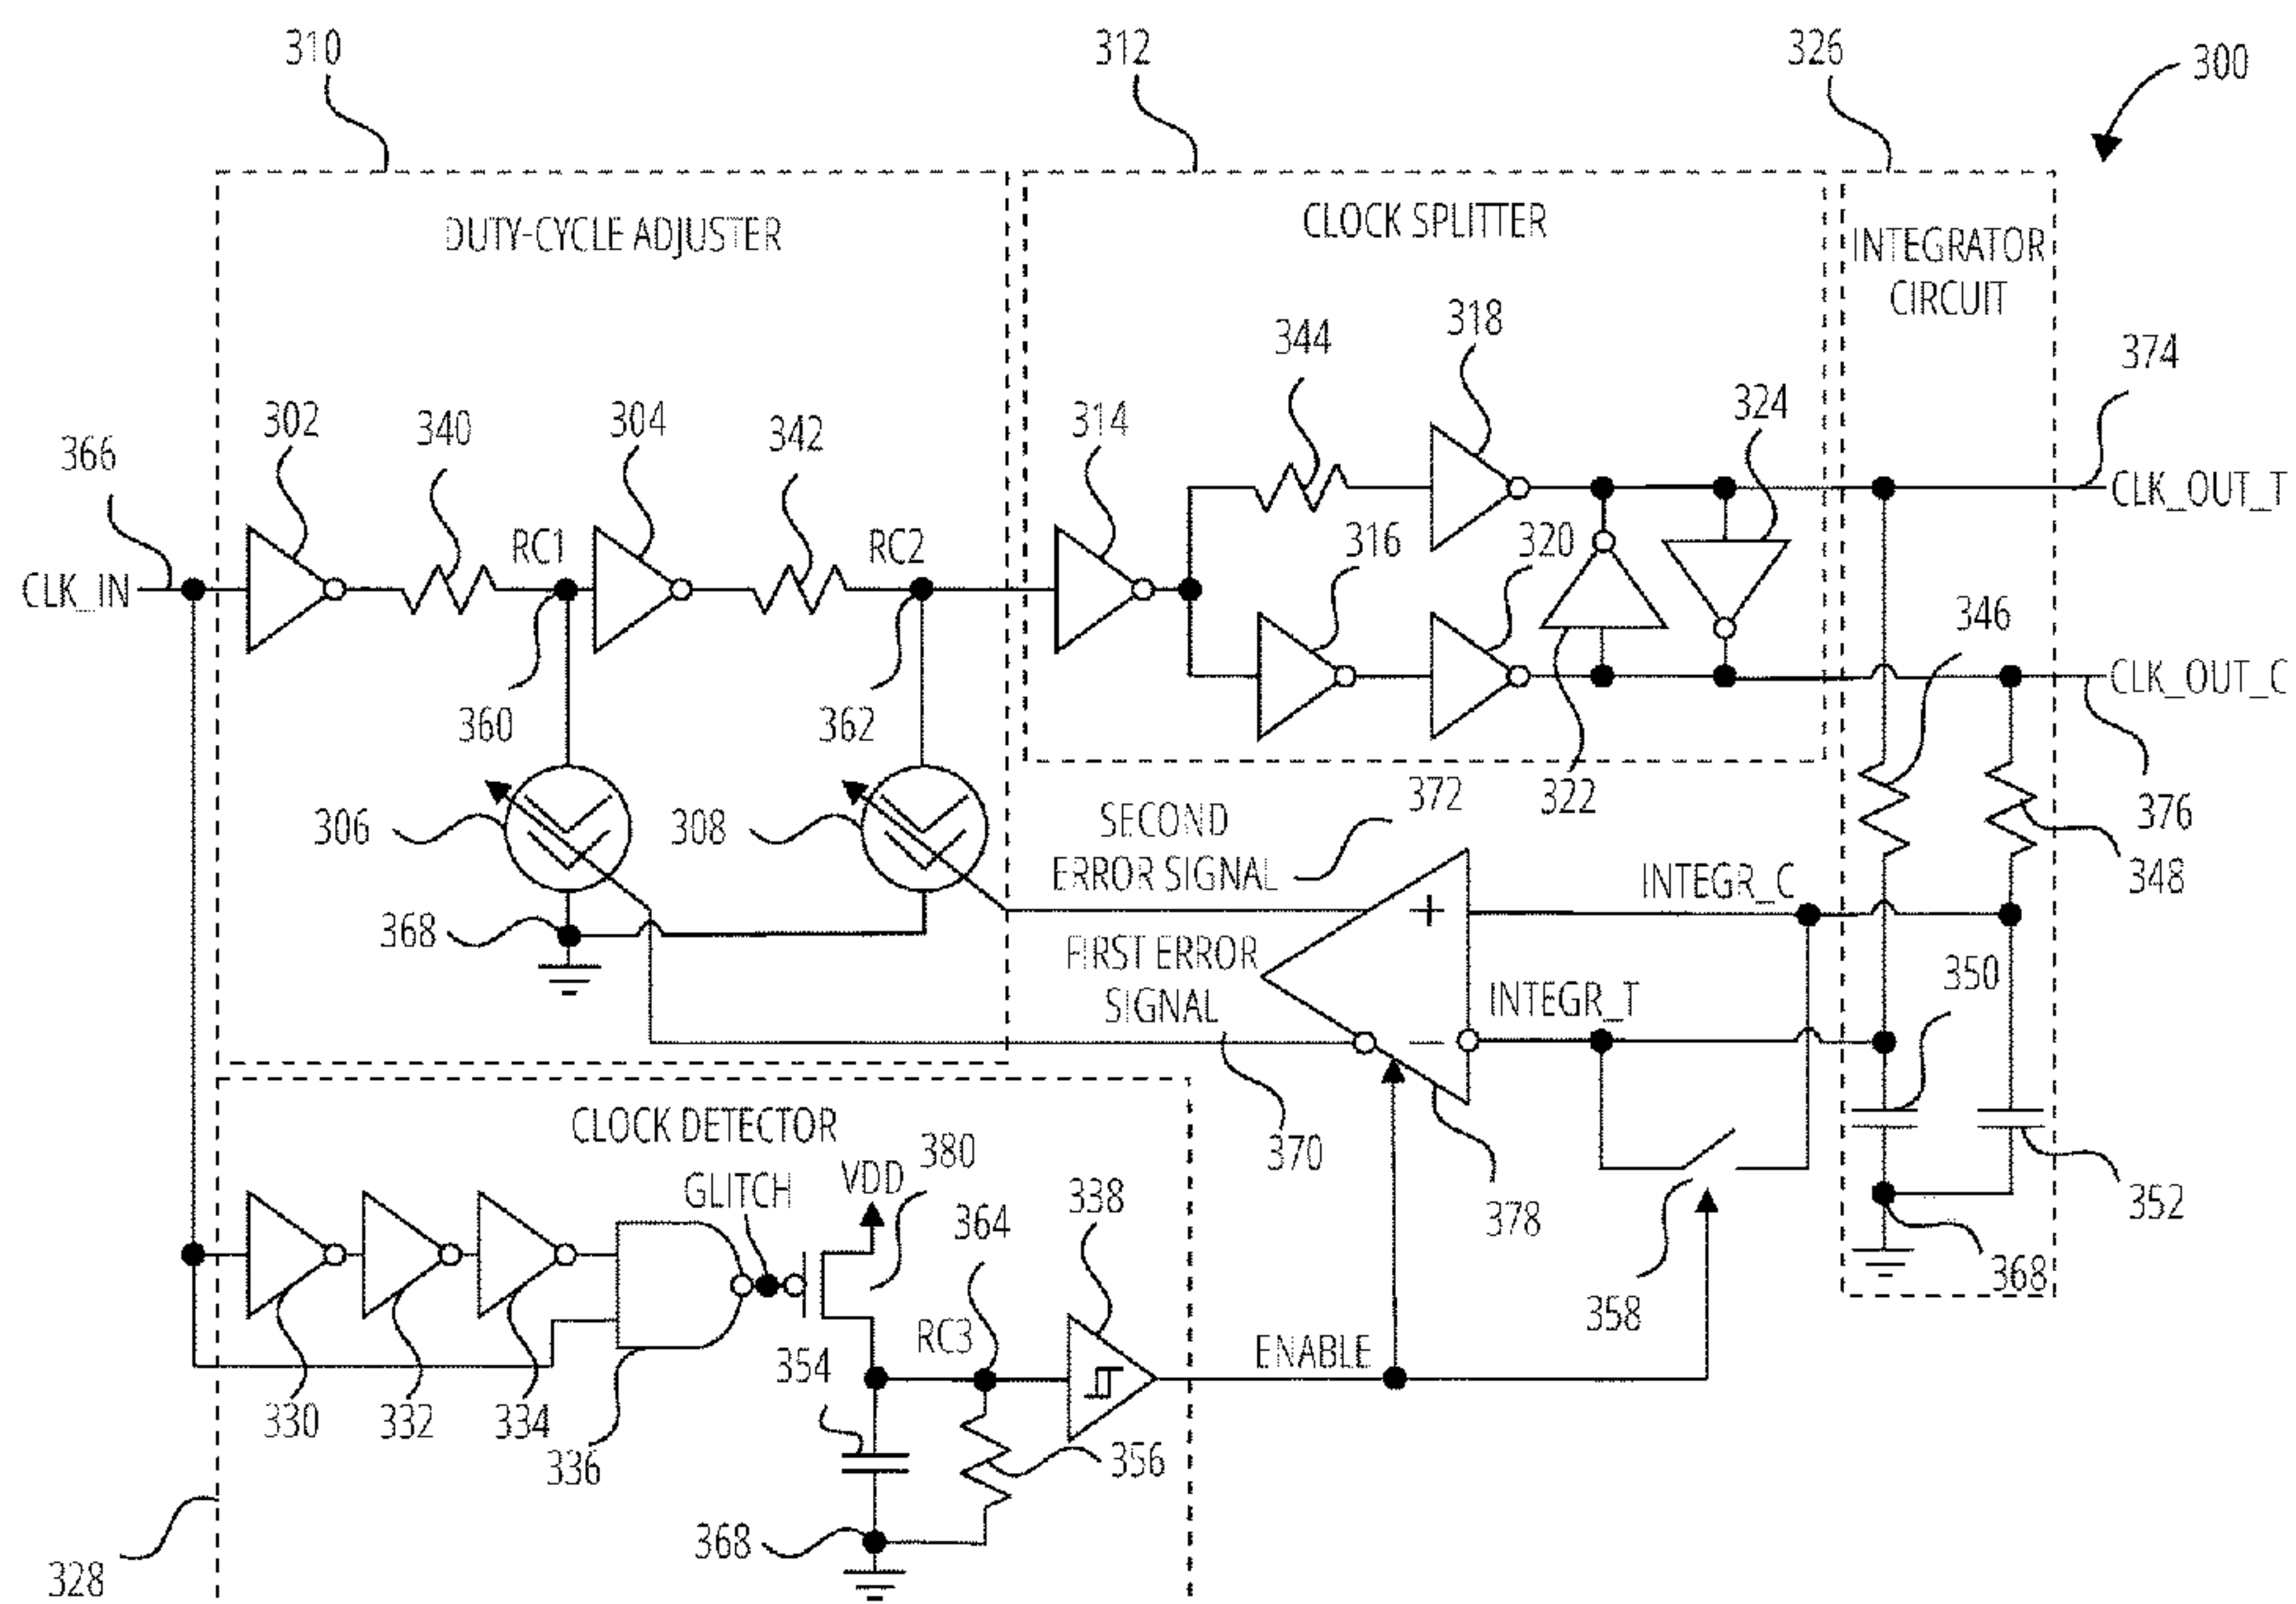 310
312
326
300
DUTY-CYCLE ADJUSTER
CLOCK SPLITTER
INTEGRATOR
CIRCUIT
318
344
374
324
302
340
304
342
314
366
CLK_OUT_T
RC1
RC2
316
320
CLK_IN
346
CLK_OUT_C
360
362
306
308
SECOND
ERROR SIGNAL
372
322
376
348
INTEGR_C
+
368
FIRST ERROR
SIGNAL
INTEGR_T
350
−
CLOCK DETECTOR
370
380
GLITCH
VDD
338
378
352
364
368
358
RC3
354
ENABLE
330
332
334
336
356
368
328